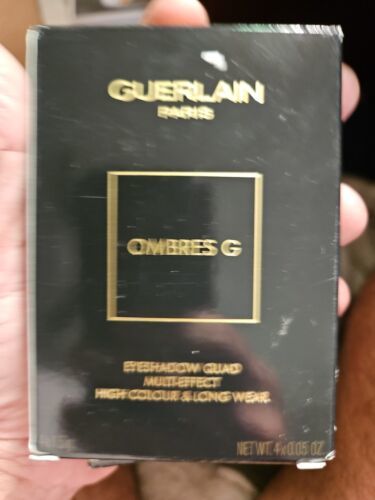 GUERLAIN
PARIS
OMBRES G
EYESHADOW QUAD
MULTI-EFFECT
HIGH COLOUR & LONG WEAR
NET WT. 4 x 0.05 OZ